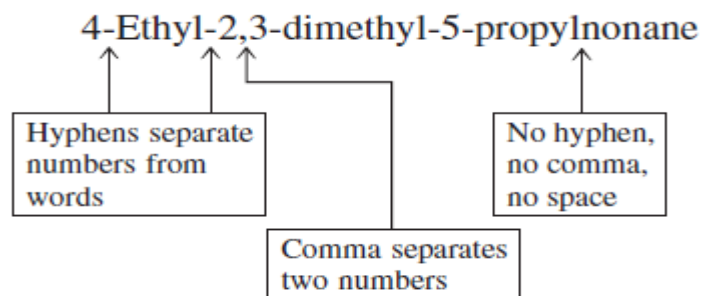 4-Ethyl-2,3-dimethyl-5-propylnonane
Hyphens separate
numbers from
words
No hyphen,
no comma,
no space
Comma separates
two numbers